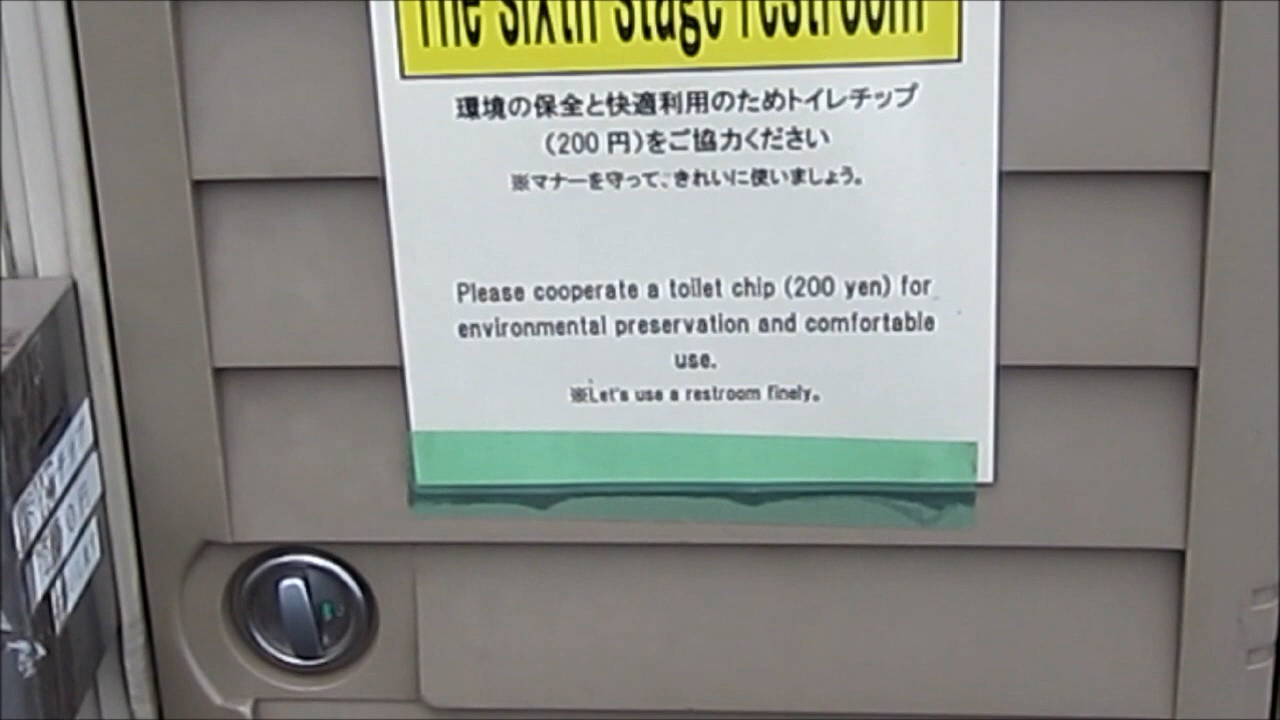 The Sixth Stage restroom
環境の保全と快適利用のためトイレチップ
(200 円)をご協力ください
※マナーを守って、きれいに使いましょう。
Please cooperate a toilet chip (200 yen) for
environmental preservation and comfortable
use.
※Let's use a restroom finely。